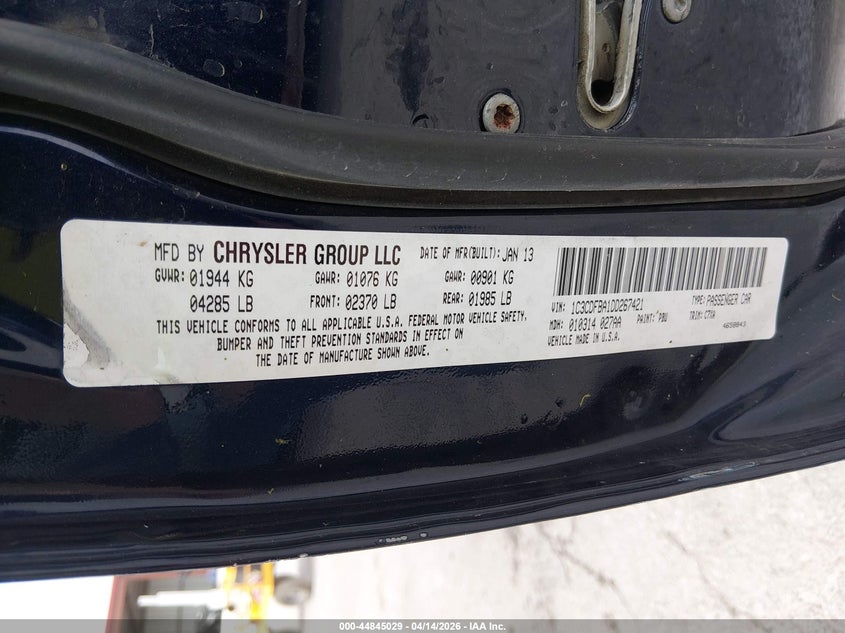 MFD BY CHRYSLER GROUP LLC DATE OF MFR(BUILT): JAN 13
GVWR: 01944 KG GAWR: 01076 KG GAWR: 00901 KG
04285 LB FRONT: 02370 LB REAR: 01985 LB
THIS VEHICLE CONFORMS TO ALL APPLICABLE U.S.A. FEDERAL MOTOR VEHICLE SAFETY,
BUMPER AND THEFT PREVENTION STANDARDS IN EFFECT ON
THE DATE OF MANUFACTURE SHOWN ABOVE.
VIN: 1C3CDFBA1DD267421 TYPE: PASSENGER CAR
MDH: 010314 027AA PAINT: PBU TRIM: C7XA
VEHICLE MADE IN U.S.A.
000-44845029 - 04/14/2026 - IAA Inc.